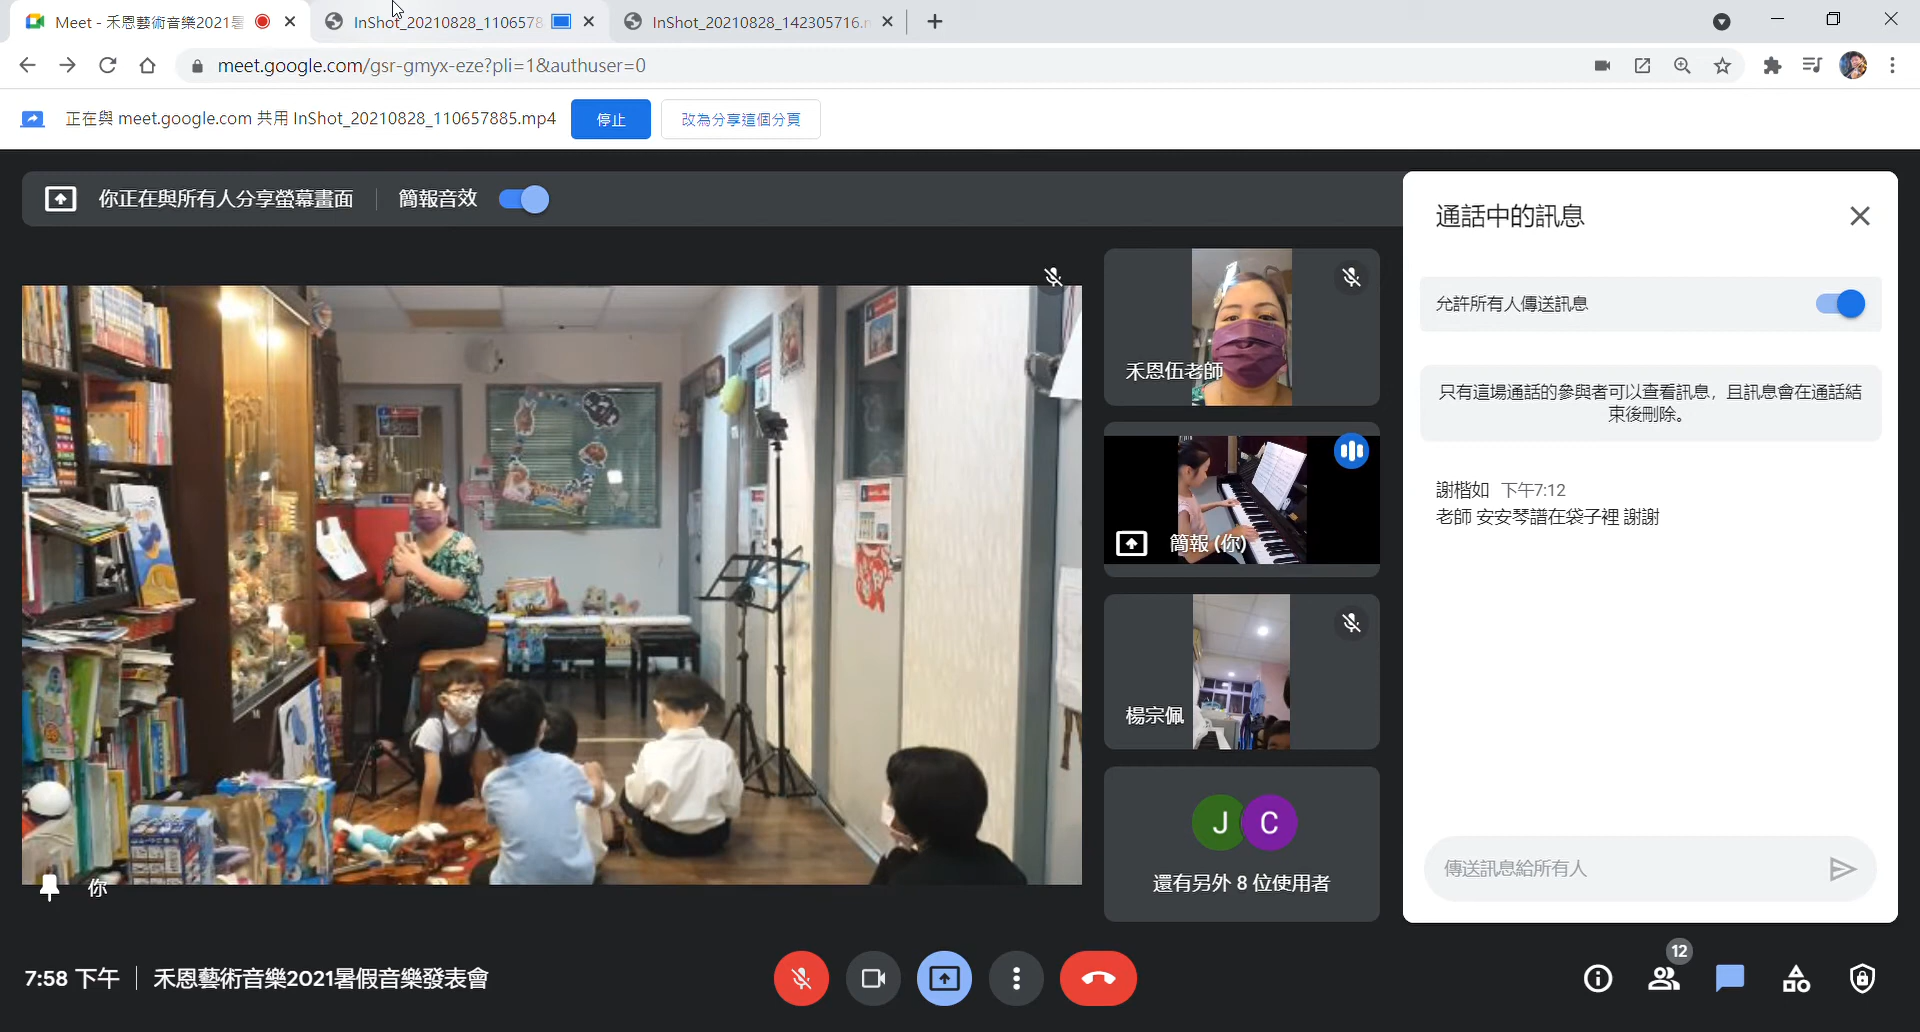 Meet - 禾恩藝術音樂2021暑
InShot_20210828_1106578
InShot_20210828_142305716.n
meet.google.com/gsr-gmyx-eze?pli=1&authuser=0
正在與 meet.google.com 共用 InShot_20210828_110657885.mp4
停止
改為分享這個分頁
你正在與所有人分享螢幕畫面
簡報音效
禾恩伍老師
簡報 (你)
楊宗佩
J C
還有另外 8 位使用者
你
通話中的訊息
允許所有人傳送訊息
只有這場通話的參與者可以查看訊息，且訊息會在通話結
束後刪除。
謝楷如 下午7:12
老師 安安琴譜在袋子裡 謝謝
傳送訊息給所有人
7:58 下午
禾恩藝術音樂2021暑假音樂發表會
12